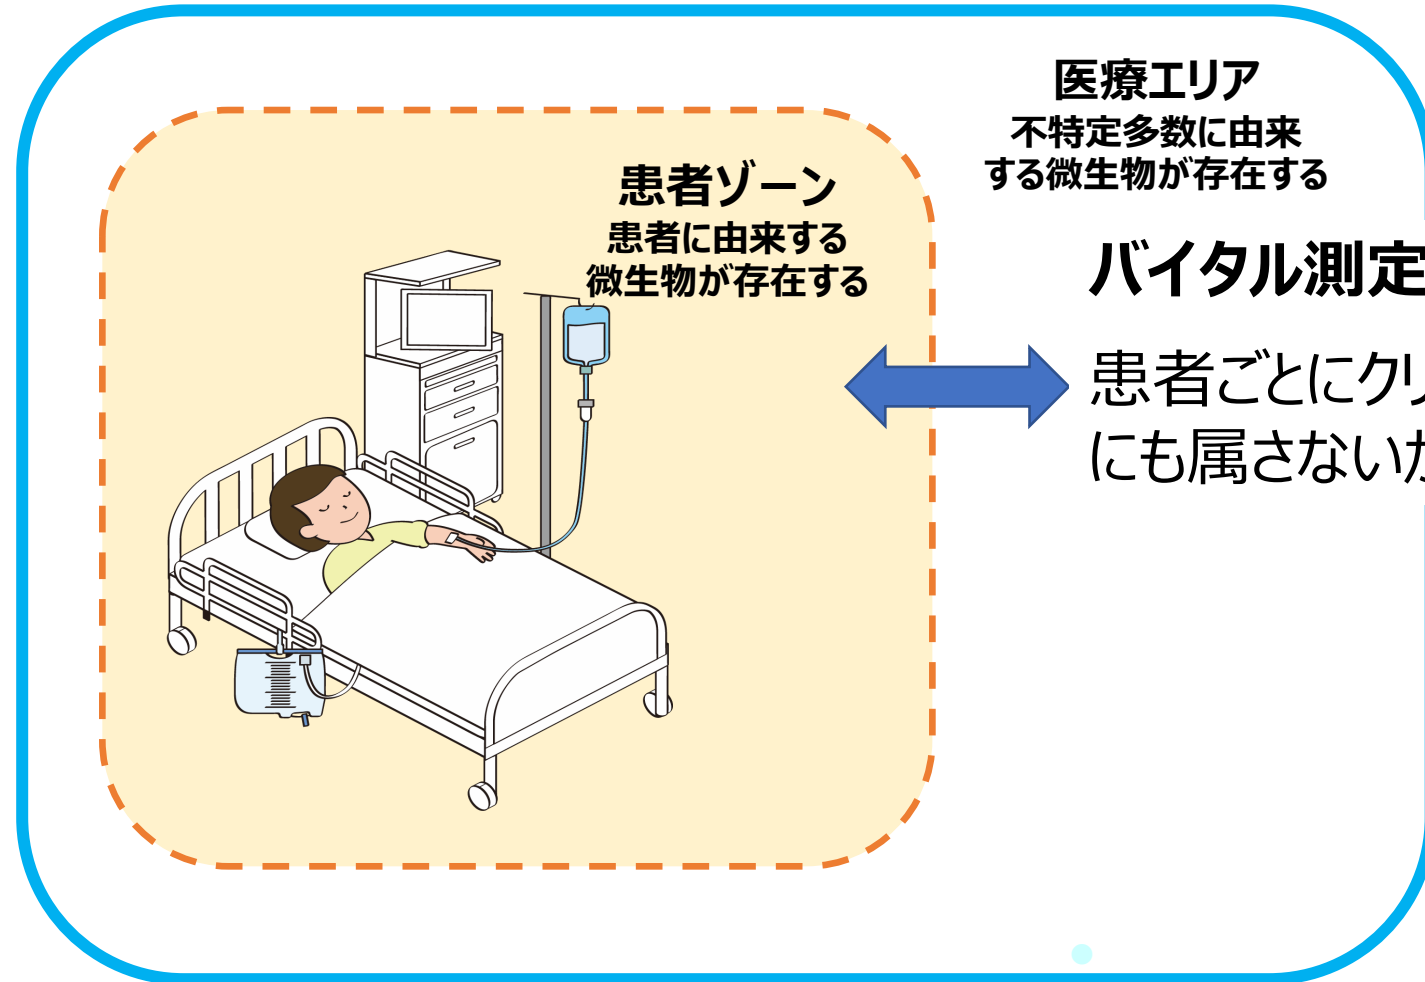 医療エリア
不特定多数に由来
する微生物が存在する
患者ゾーン
患者に由来する
微生物が存在する
バイタル測定
患者ごとにクリ
にも属さないが